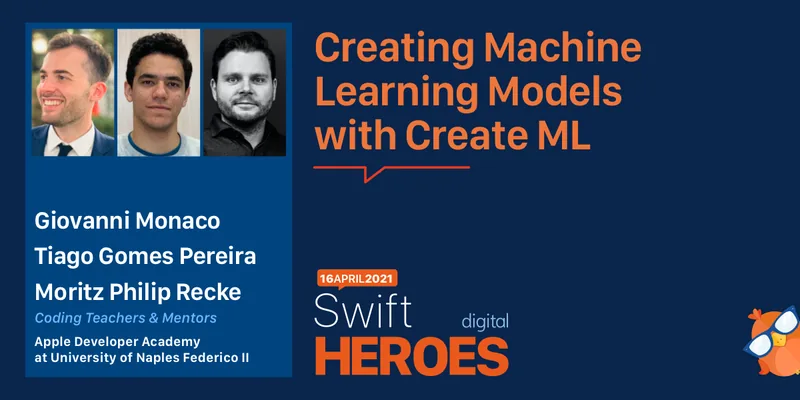 Creating Machine
Learning Models
with Create ML
Giovanni Monaco
Tiago Gomes Pereira
Moritz Philip Recke
Coding Teachers & Mentors
Apple Developer Academy
at University of Naples Federico II
16APRIL2021
Swift
digital
HEROES